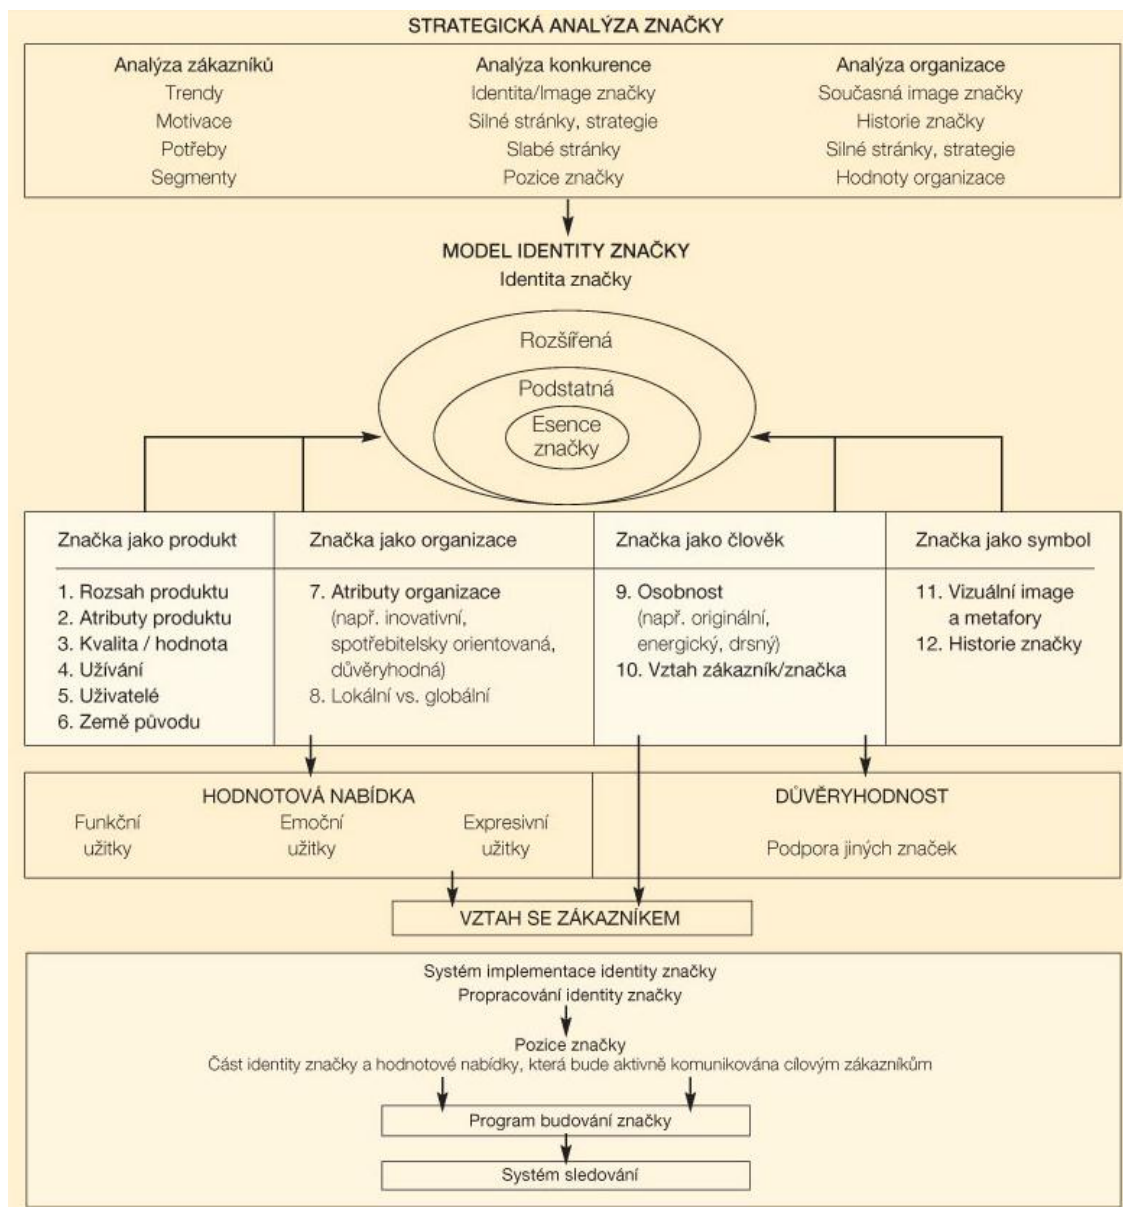 STRATEGICKÁ ANALÝZA ZNAČKY
Analýza zákazníků
Trendy
Motivace
Potřeby
Segmenty
Analýza konkurence
Identita/Image značky
Silné stránky, strategie
Slabé stránky
Pozice značky
Analýza organizace
Současná image značky
Historie značky
Silné stránky, strategie
Hodnoty organizace
MODEL IDENTITY ZNAČKY
Identita značky
Rozšířená
Podstatná
Esence
značky
Značka jako produkt
1. Rozsah produktu
2. Atributy produktu
3. Kvalita / hodnota
4. Užívání
5. Uživatelé
6. Země původu
Značka jako organizace
7. Atributy organizace
(např. inovativní,
spotřebitelsky orientovaná,
důvěryhodná)
8. Lokální vs. globální
Značka jako člověk
9. Osobnost
(např. originální,
energický, drsný)
10. Vztah zákazník/značka
Značka jako symbol
11. Vizuální image
a metafory
12. Historie značky
HODNOTOVÁ NABÍDKA
Funkční
užitky
Emoční
užitky
Expresivní
užitky
DŮVĚRYHODNOST
Podpora jiných značek
VZTAH SE ZÁKAZNÍKEM
Systém implementace identity značky
Propracování identity značky
Pozice značky
Část identity značky a hodnotové nabídky, která bude aktivně komunikována cílovým zákazníkům
Program budování značky
Systém sledování